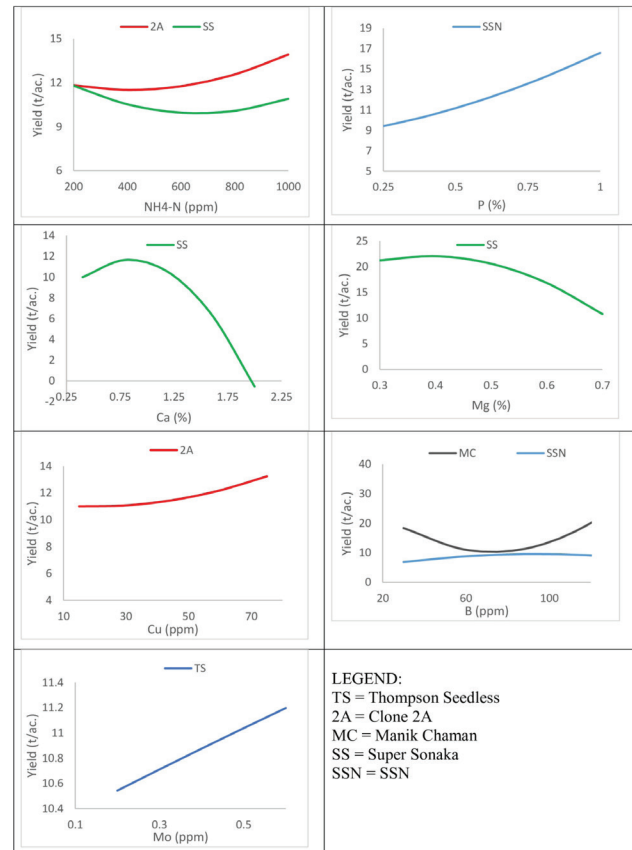 2A SS
Yield (t/ac.)
15
12
9
6
200 400 600 800 1000
NH4-N (ppm)
SSN
Yield (t/ac.)
19
17
15
13
11
9
7
5
0.25 0.5 0.75 1
P (%)
SS
Yield (t/ac.)
14
12
10
8
6
4
2
0
-2
0.25 0.75 1.25 1.75 2.25
Ca (%)
SS
Yield (t/ac.)
25
20
15
10
5
0
0.3 0.4 0.5 0.6 0.7
Mg (%)
2A
Yield (t/ac.)
14
12
10
8
6
4
10 30 50 70
Cu (ppm)
MC SSN
Yield (t/ac.)
40
30
20
10
0
20 60 100
B (ppm)
TS
Yield (t/ac.)
11.4
11.2
11
10.8
10.6
10.4
0.1 0.3 0.5
Mo (ppm)
LEGEND:
TS = Thompson Seedless
2A = Clone 2A
MC = Manik Chaman
SS = Super Sonaka
SSN = SSN